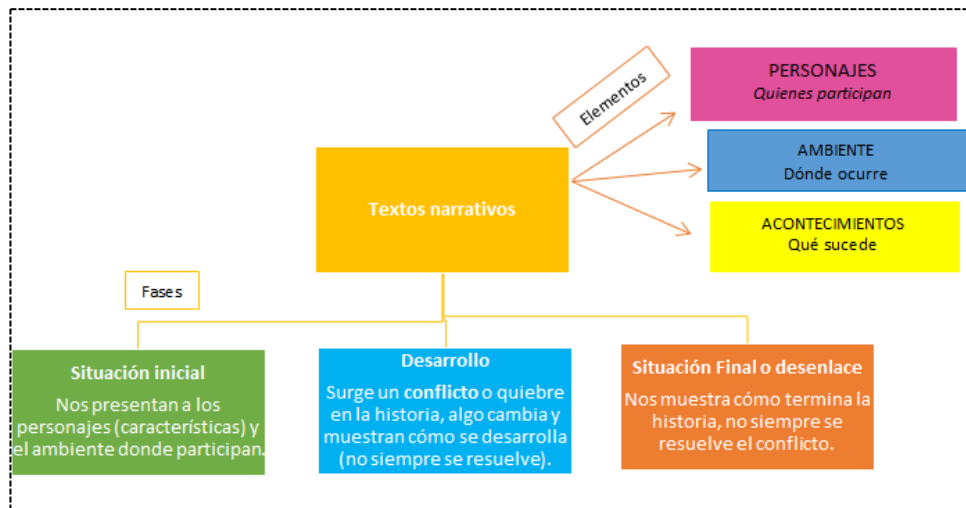 Elementos
PERSONAJES
Quienes participan
AMBIENTE
Dónde ocurre
ACONTECIMIENTOS
Qué sucede
Textos narrativos
Fases
Situación inicial
Nos presentan a los
personajes (características) y
el ambiente donde participan.
Desarrollo
Surge un conflicto o quiebre
en la historia, algo cambia y
muestran cómo se desarrolla
(no siempre se resuelve).
Situación Final o desenlace
Nos muestra cómo termina la
historia, no siempre se
resuelve el conflicto.